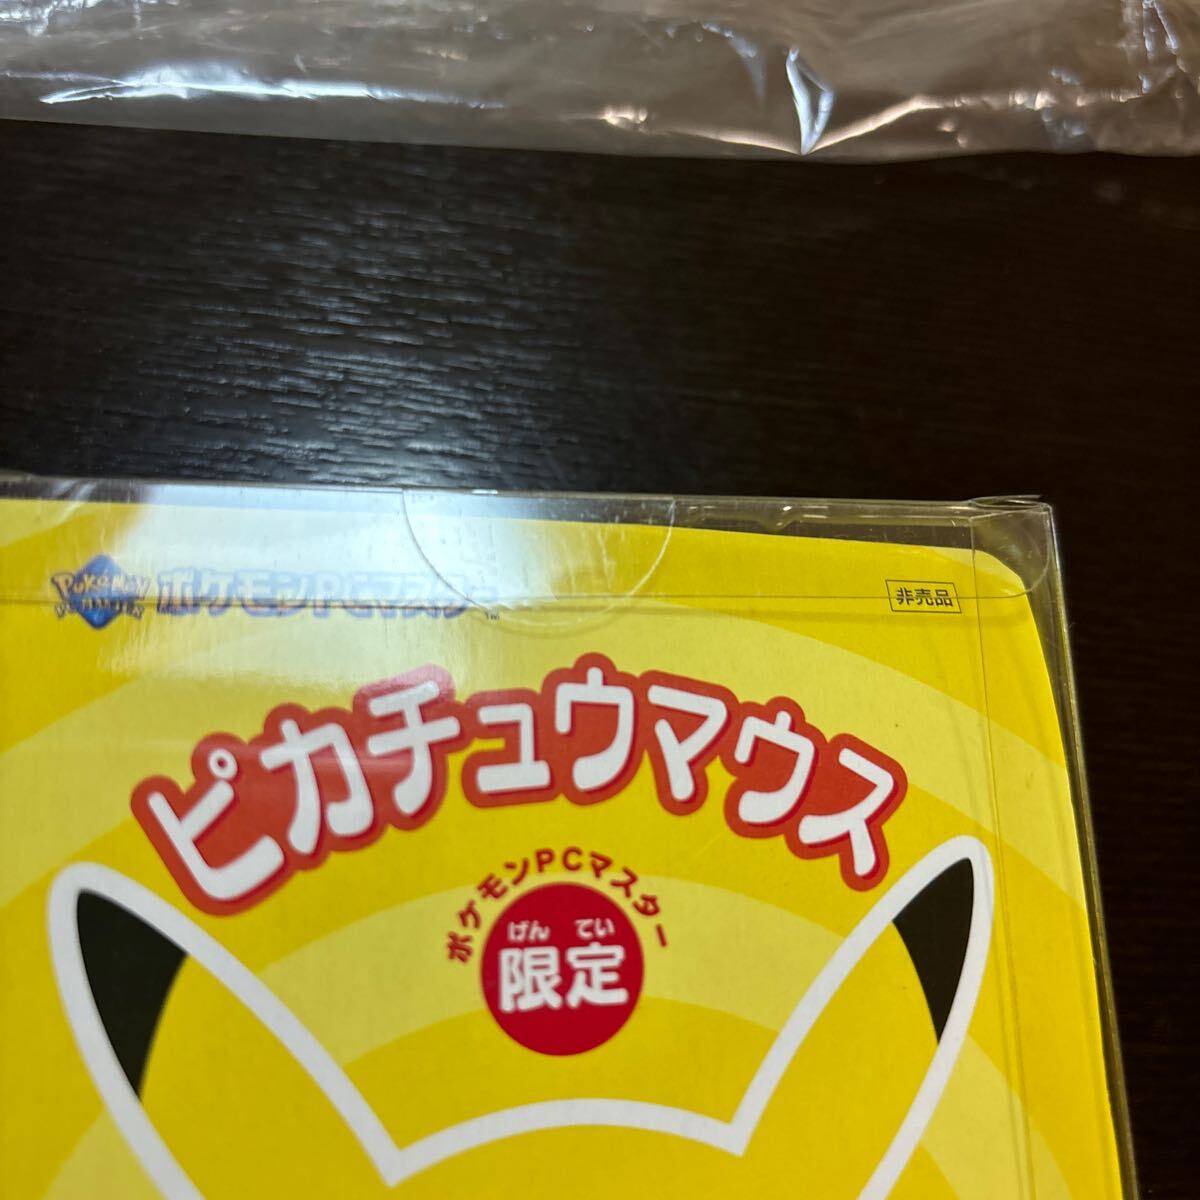 Pokémon
ポケモンPCマスター™
非売品
ピカチュウマウス
ポケモンPCマスター
げん てい
限定